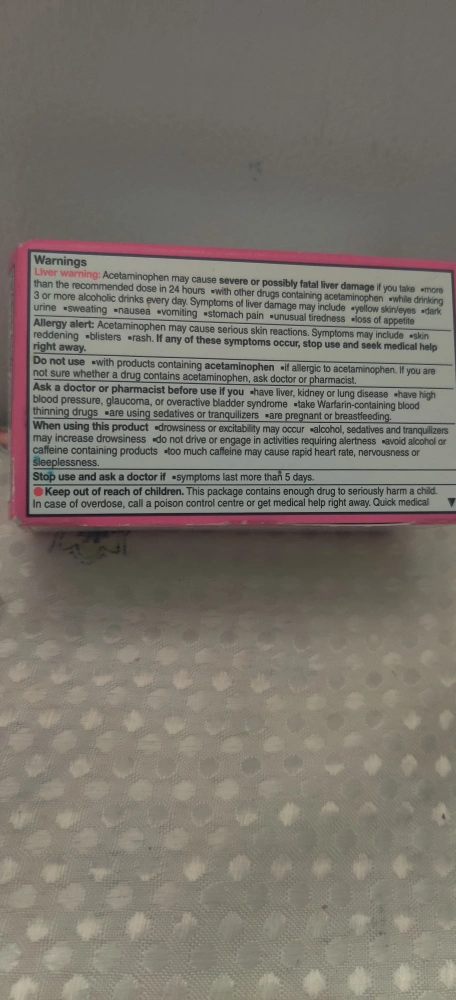 Warnings
Liver warning: Acetaminophen may cause severe or possibly fatal liver damage if you take ▪more
than the recommended dose in 24 hours ▪with other drugs containing acetaminophen ▪while drinking
3 or more alcoholic drinks every day. Symptoms of liver damage may include ▪yellow skin/eyes ▪dark
urine ▪sweating ▪nausea ▪vomiting ▪stomach pain ▪unusual tiredness ▪loss of appetite
Allergy alert: Acetaminophen may cause serious skin reactions. Symptoms may include ▪skin
reddening ▪blisters ▪rash. If any of these symptoms occur, stop use and seek medical help
right away.
Do not use ▪with products containing acetaminophen ▪if allergic to acetaminophen. If you are
not sure whether a drug contains acetaminophen, ask doctor or pharmacist.
Ask a doctor or pharmacist before use if you ▪have liver, kidney or lung disease ▪have high
blood pressure, glaucoma, or overactive bladder syndrome ▪take Warfarin-containing blood
thinning drugs ▪are using sedatives or tranquilizers ▪are pregnant or breastfeeding.
When using this product ▪drowsiness or excitability may occur ▪alcohol, sedatives and tranquilizers
may increase drowsiness ▪do not drive or engage in activities requiring alertness ▪avoid alcohol or
caffeine containing products ▪too much caffeine may cause rapid heart rate, nervousness or
sleeplessness.
Stop use and ask a doctor if ▪symptoms last more than 5 days.
Keep out of reach of children. This package contains enough drug to seriously harm a child.
In case of overdose, call a poison control centre or get medical help right away. Quick medical